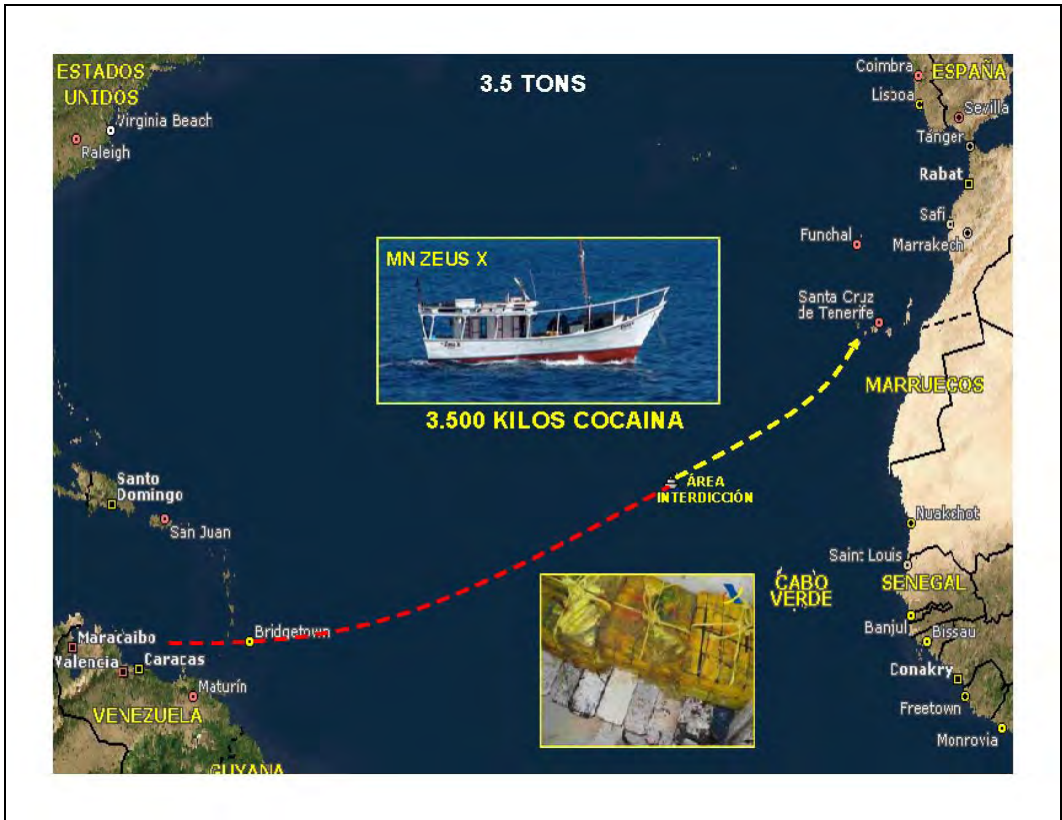 ESTADOS
UNIDOS
Virginia Beach
Raleigh
3.5 TONS
Coimbra
ESPAÑA
Lisboa
Sevilla
Tánger
Rabat
Safi
Marrakech
Funchal
MN ZEUS X
Santa Cruz
de Tenerife
MARRUECOS
3.500 KILOS COCAINA
ÁREA
INTERDICCIÓN
Santo
Domingo
San Juan
Nuakchot
Saint Louis
CABO
VERDE
SENEGAL
Banjul
Bissau
Bridgetown
Maracaibo
Valencia
Caracas
Maturín
Conakry
Freetown
VENEZUELA
Monrovia
GUYANA